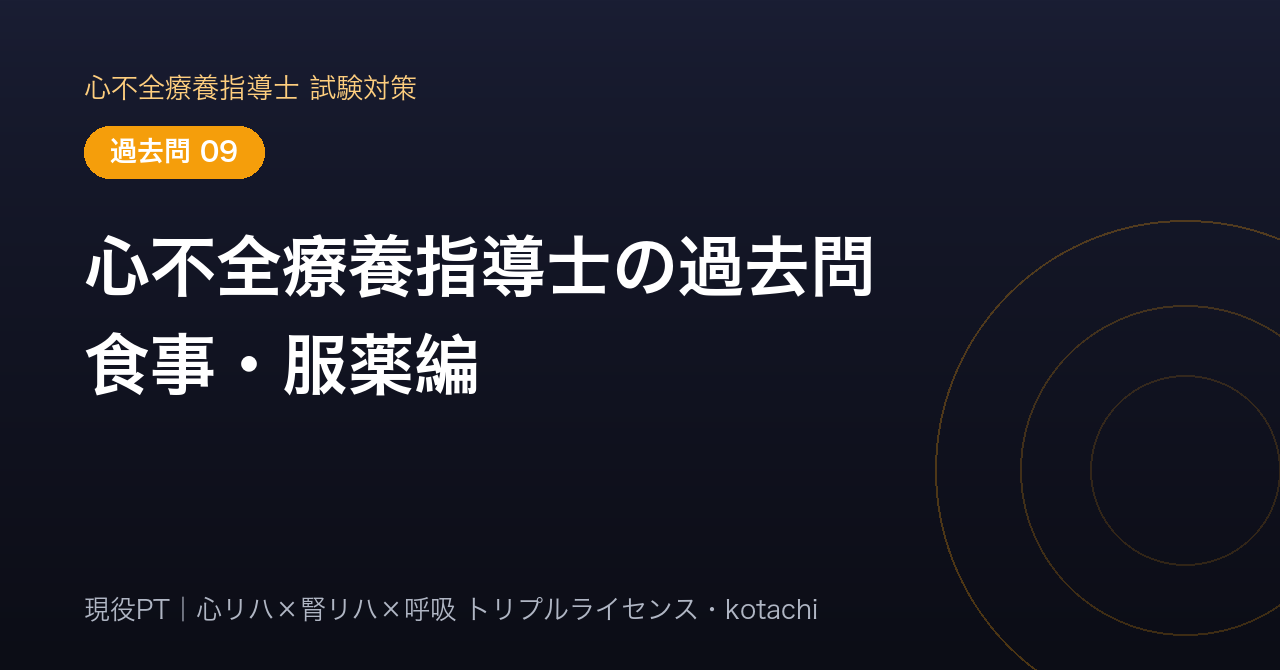 心不全療養指導士 試験対策
過去問 09
心不全療養指導士の過去問
食事・服薬編
現役PT｜心リハ×腎リハ×呼吸 トリプルライセンス・kotachi